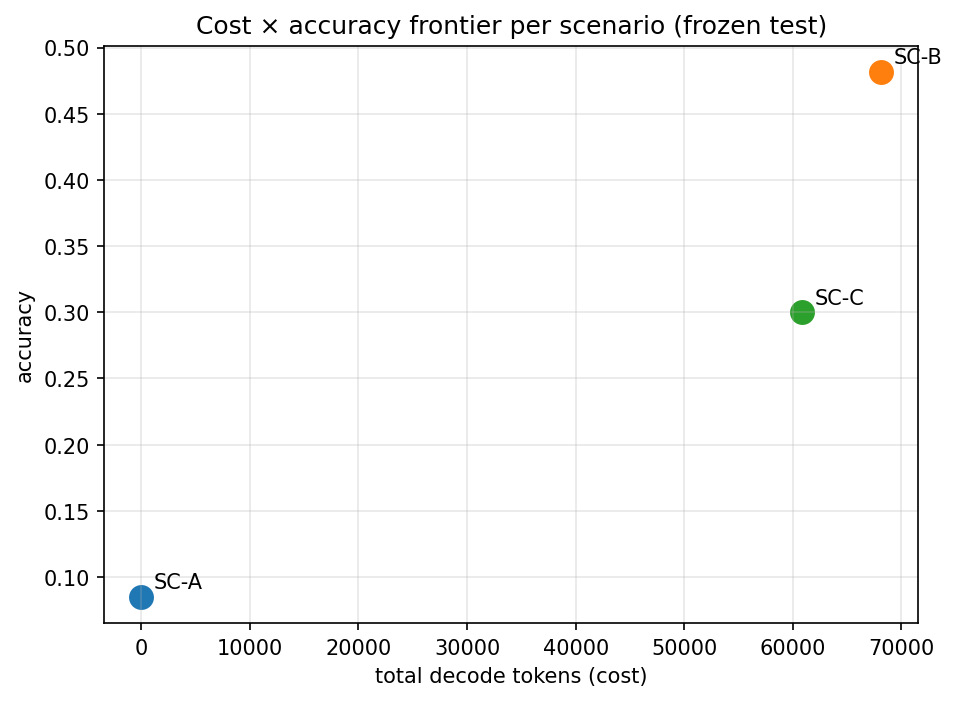 Cost × accuracy frontier per scenario (frozen test)
0.50
0.45
0.40
0.35
0.30
0.25
0.20
0.15
0.10
accuracy
SC-B
SC-C
SC-A
0 10000 20000 30000 40000 50000 60000 70000
total decode tokens (cost)